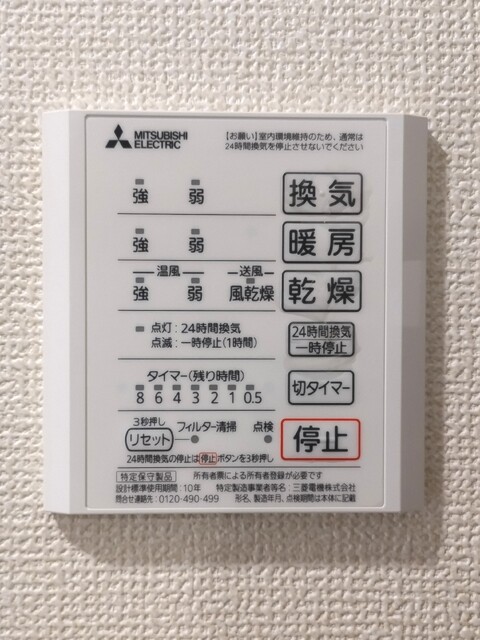 MITSUBISHI
ELECTRIC
【お願い】室内環境維持のため、通常は
24時間換気を停止させないでください
強 弱 換気
強 弱 暖房
温風 送風
強 弱 風乾燥 乾燥
点灯:24時間換気
点滅:一時停止(1時間)
24時間換気
一時停止
タイマー(残り時間)
8 6 4 3 2 1 0.5
切タイマー
3秒押し
リセット フィルター清掃 点検
停止
24時間換気の停止は停止ボタンを3秒押し
特定保守製品 所有者票による所有者登録が必要です
設計標準使用期間:10年 特定製造事業者等名:三菱電機株式会社
問合せ連絡先:0120-490-499 形名、製造年月、点検期間は本体に記載